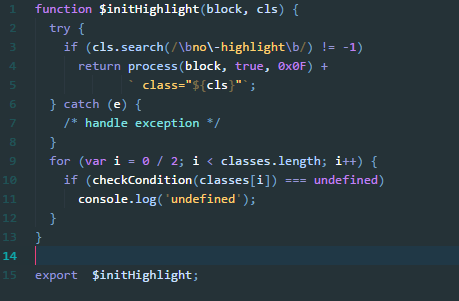 1 function $initHighlight(block, cls) {
2   try {
3     if (cls.search(/\bno\-highlight\b/) != -1)
4       return process(block, true, 0x0F) +
5              ` class="${cls}"`;
6   } catch (e) {
7     /* handle exception */
8   }
9   for (var i = 0 / 2; i < classes.length; i++) {
10     if (checkCondition(classes[i]) === undefined)
11       console.log('undefined');
12   }
13 }
14
15 export  $initHighlight;